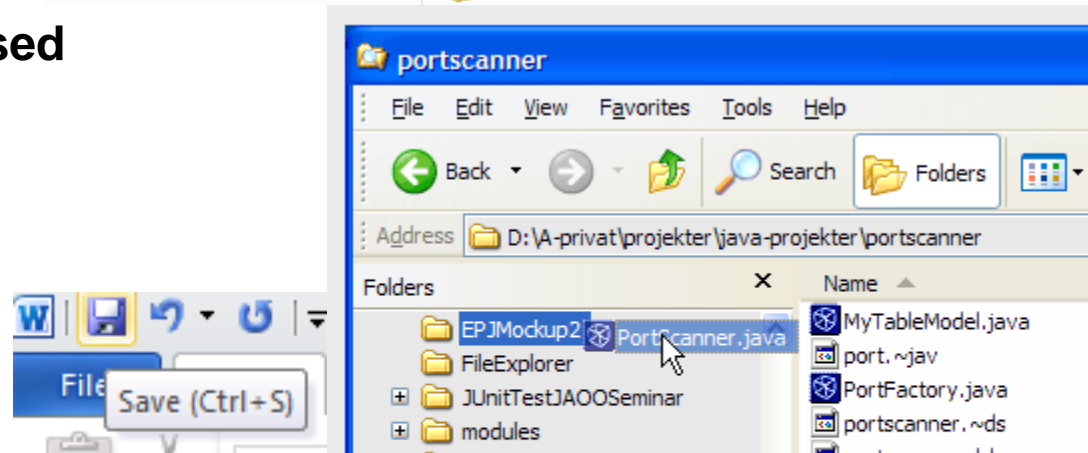 sed
portscanner
File Edit View Favorites Tools Help
Back Search Folders
Address D:\A-privat\projekter\java-projekter\portscanner
Folders x Name
EPJMockup2 PortScanner.java MyTableModel.java
FileExplorer port.~jav
JUnitTestJAOOSeminar PortFactory.java
modules portscanner.~ds
W
File
Save (Ctrl+S)